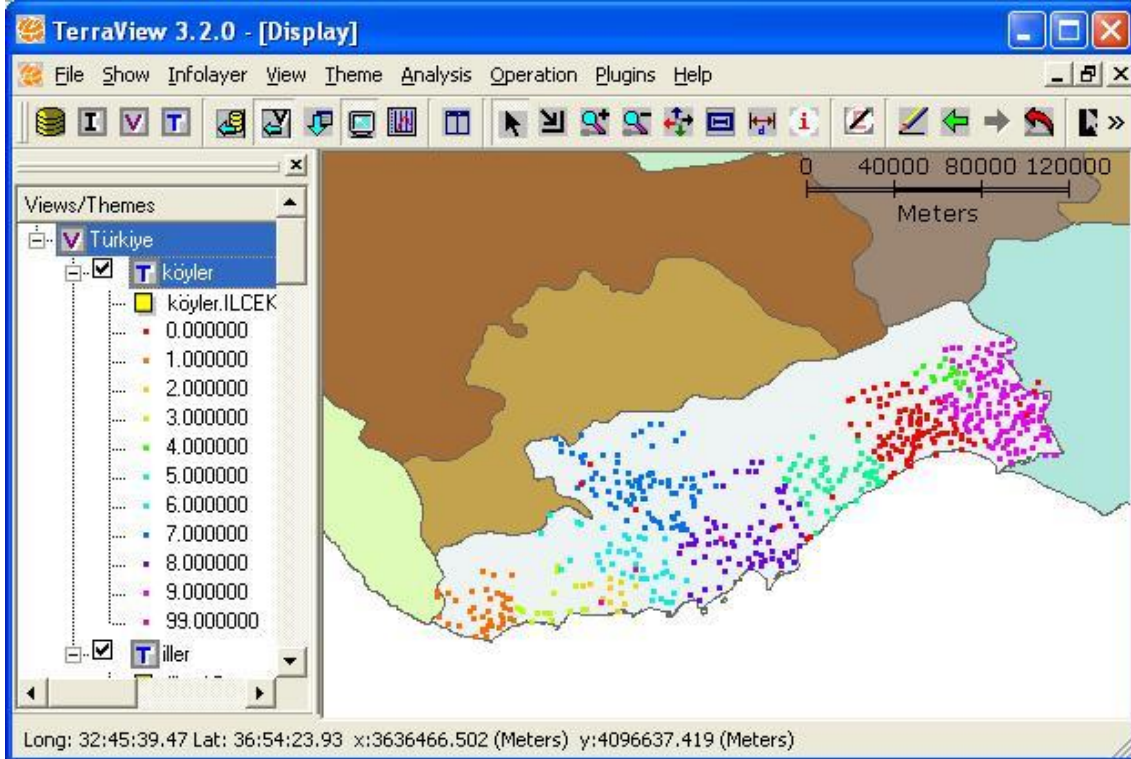 TerraView 3.2.0 - [Display]
File Show Infolayer View Theme Analysis Operation Plugins Help
I V T
Views/Themes
V Türkiye
T köyler
köyler.ILCEK
0.000000
1.000000
2.000000
3.000000
4.000000
5.000000
6.000000
7.000000
8.000000
9.000000
99.000000
T iller
0 40000 80000 120000
Meters
Long: 32:45:39.47 Lat: 36:54:23.93 x:3636466.502 (Meters) y:4096637.419 (Meters)